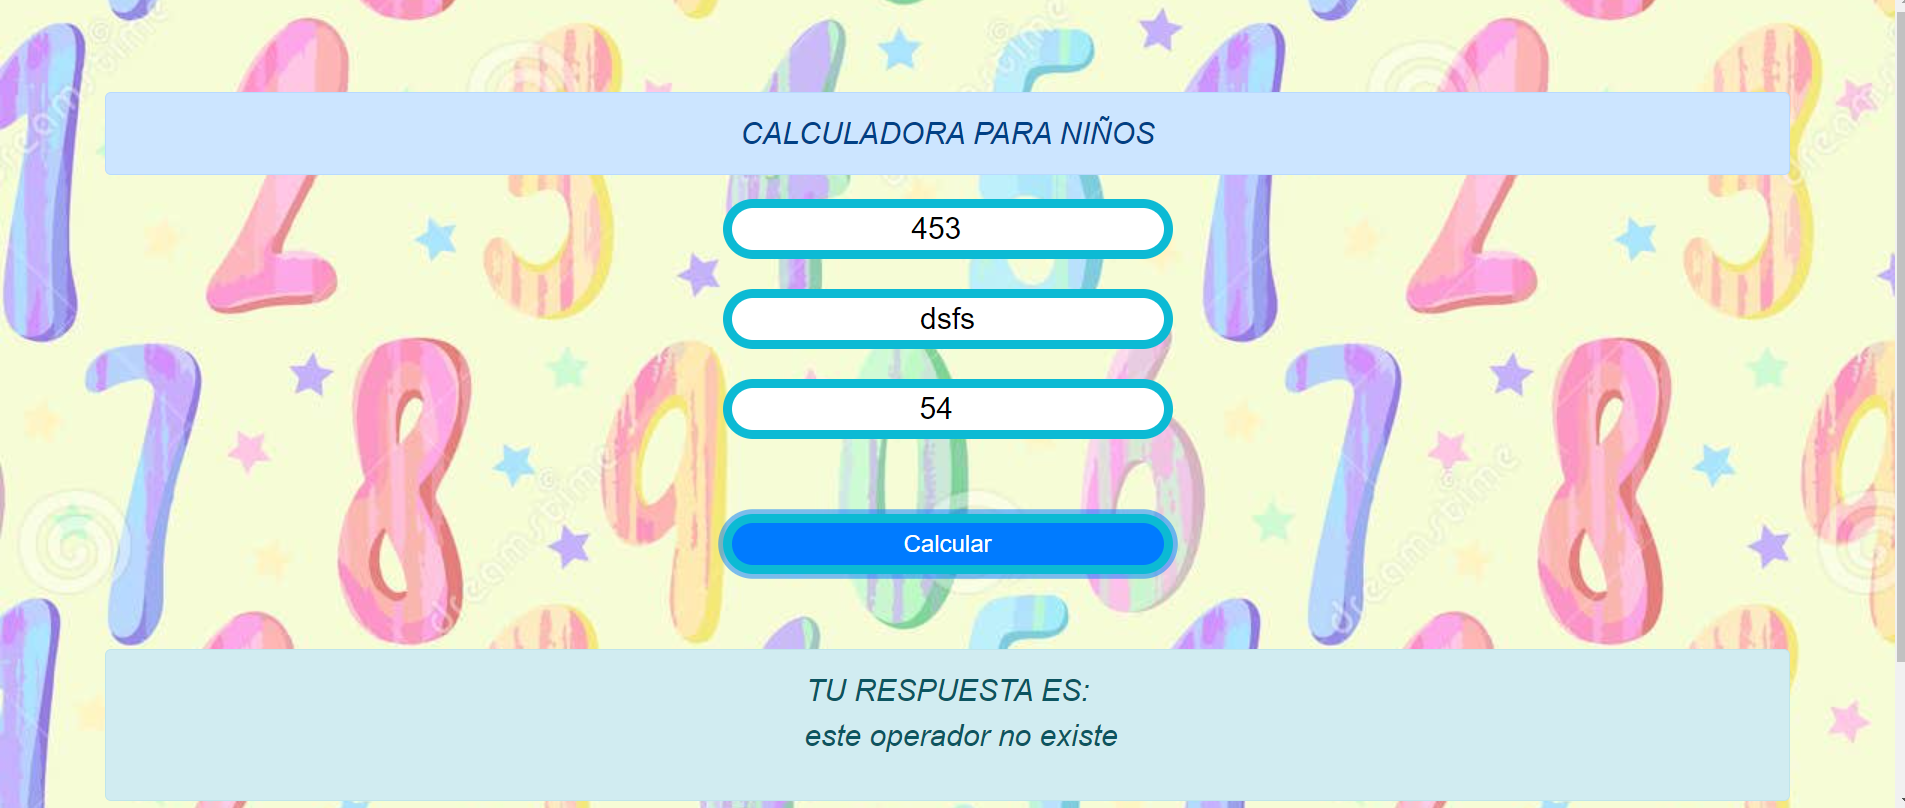 CALCULADORA PARA NIÑOS
453
dsfs
54
Calcular
TU RESPUESTA ES:
este operador no existe